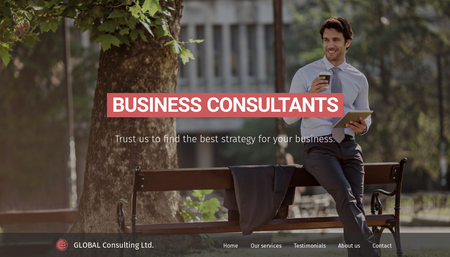 BUSINESS CONSULTANTS
Trust us to find the best strategy for your business.
GLOBAL Consulting Ltd.
Home Our services Testimonials About us Contact